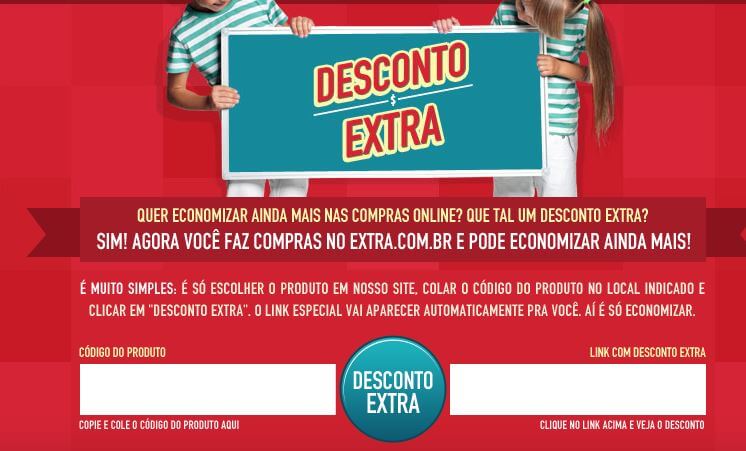 DESCONTO
$
EXTRA
QUER ECONOMIZAR AINDA MAIS NAS COMPRAS ONLINE? QUE TAL UM DESCONTO EXTRA?
SIM! AGORA VOCÊ FAZ COMPRAS NO EXTRA.COM.BR E PODE ECONOMIZAR AINDA MAIS!
É MUITO SIMPLES: É SÓ ESCOLHER O PRODUTO EM NOSSO SITE, COLAR O CÓDIGO DO PRODUTO NO LOCAL INDICADO E
CLICAR EM "DESCONTO EXTRA". O LINK ESPECIAL VAI APARECER AUTOMATICAMENTE PRA VOCÊ. AÍ É SÓ ECONOMIZAR.
CÓDIGO DO PRODUTO
LINK COM DESCONTO EXTRA
DESCONTO
EXTRA
COPIE E COLE O CÓDIGO DO PRODUTO AQUI
CLIQUE NO LINK ACIMA E VEJA O DESCONTO